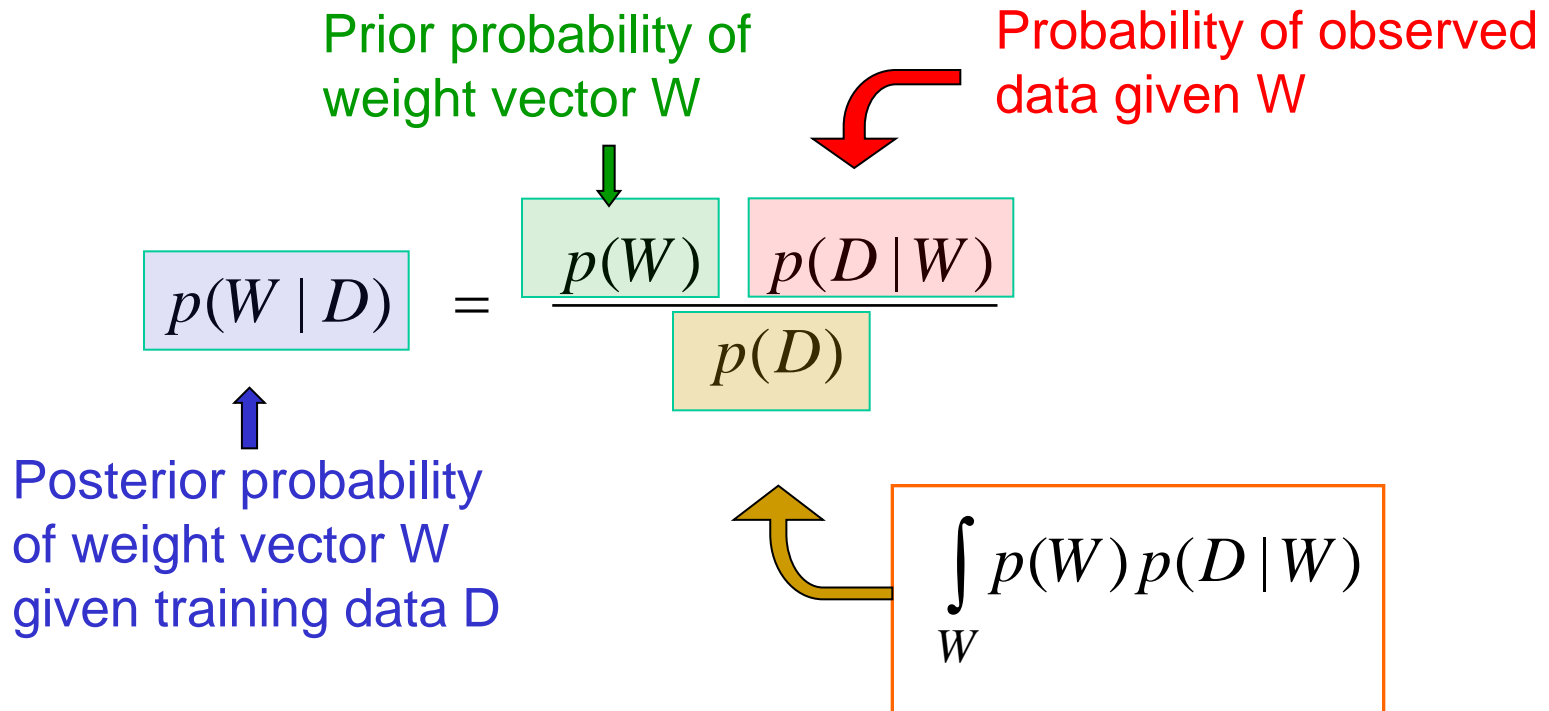 Prior probability of
weight vector W
Probability of observed
data given W
p(W | D) = p(W) p(D | W)
p(D)
Posterior probability
of weight vector W
given training data D
∫ p(W) p(D | W)
W